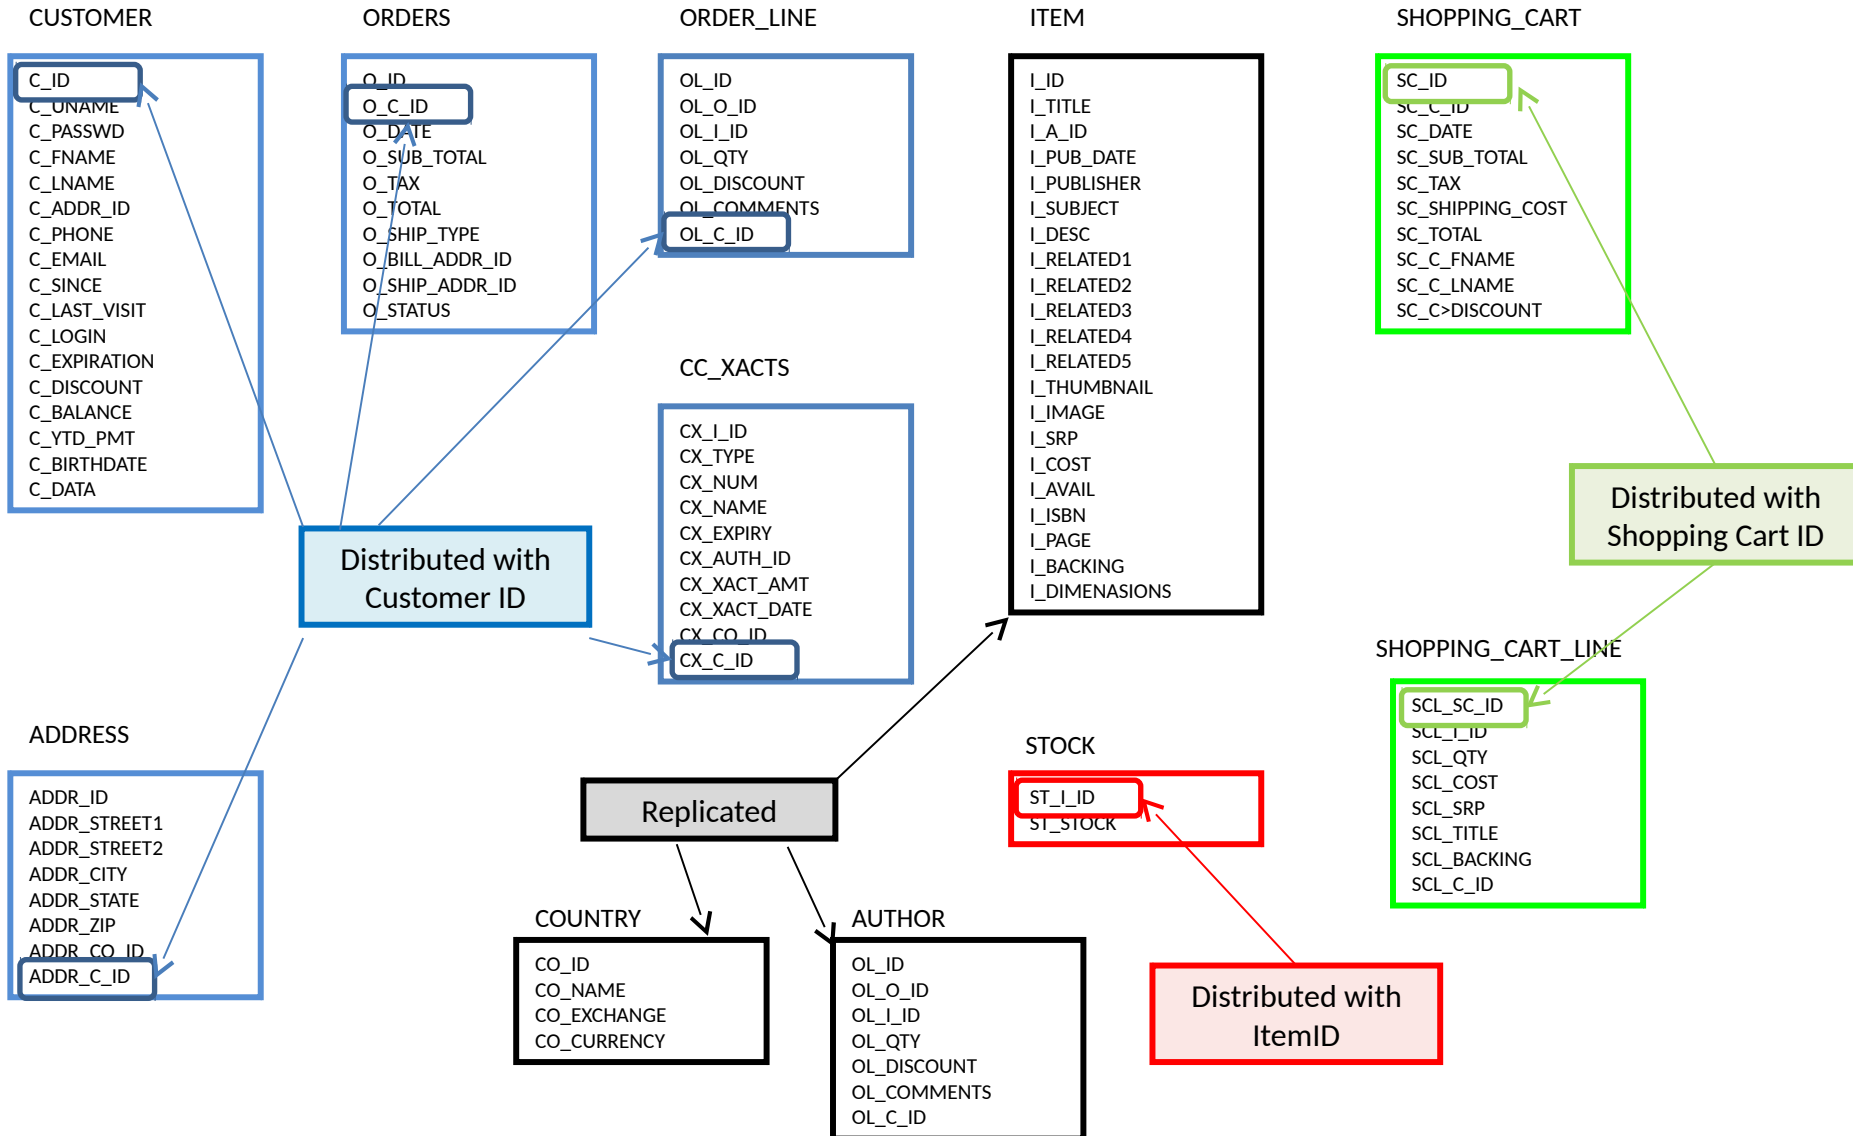 CUSTOMER
C_ID
C_UNAME
C_PASSWD
C_FNAME
C_LNAME
C_ADDR_ID
C_PHONE
C_EMAIL
C_SINCE
C_LAST_VISIT
C_LOGIN
C_EXPIRATION
C_DISCOUNT
C_BALANCE
C_YTD_PMT
C_BIRTHDATE
C_DATA
ORDERS
O_ID
O_C_ID
O_DATE
O_SUB_TOTAL
O_TAX
O_TOTAL
O_SHIP_TYPE
O_BILL_ADDR_ID
O_SHIP_ADDR_ID
O_STATUS
ORDER_LINE
OL_ID
OL_O_ID
OL_I_ID
OL_QTY
OL_DISCOUNT
OL_COMMENTS
OL_C_ID
CC_XACTS
CX_I_ID
CX_TYPE
CX_NUM
CX_NAME
CX_EXPIRY
CX_AUTH_ID
CX_XACT_AMT
CX_XACT_DATE
CX_CO_ID
CX_C_ID
ITEM
I_ID
I_TITLE
I_A_ID
I_PUB_DATE
I_PUBLISHER
I_SUBJECT
I_DESC
I_RELATED1
I_RELATED2
I_RELATED3
I_RELATED4
I_RELATED5
I_THUMBNAIL
I_IMAGE
I_SRP
I_COST
I_AVAIL
I_ISBN
I_PAGE
I_BACKING
I_DIMENASIONS
SHOPPING_CART
SC_ID
SC_C_ID
SC_DATE
SC_SUB_TOTAL
SC_TAX
SC_SHIPPING_COST
SC_TOTAL
SC_C_FNAME
SC_C_LNAME
SC_C>DISCOUNT
Distributed with
Customer ID
Distributed with
Shopping Cart ID
SHOPPING_CART_LINE
SCL_SC_ID
SCL_I_ID
SCL_QTY
SCL_COST
SCL_SRP
SCL_TITLE
SCL_BACKING
SCL_C_ID
ADDRESS
ADDR_ID
ADDR_STREET1
ADDR_STREET2
ADDR_CITY
ADDR_STATE
ADDR_ZIP
ADDR_CO_ID
ADDR_C_ID
Replicated
STOCK
ST_I_ID
ST_STOCK
COUNTRY
CO_ID
CO_NAME
CO_EXCHANGE
CO_CURRENCY
AUTHOR
OL_ID
OL_O_ID
OL_I_ID
OL_QTY
OL_DISCOUNT
OL_COMMENTS
OL_C_ID
Distributed with
ItemID